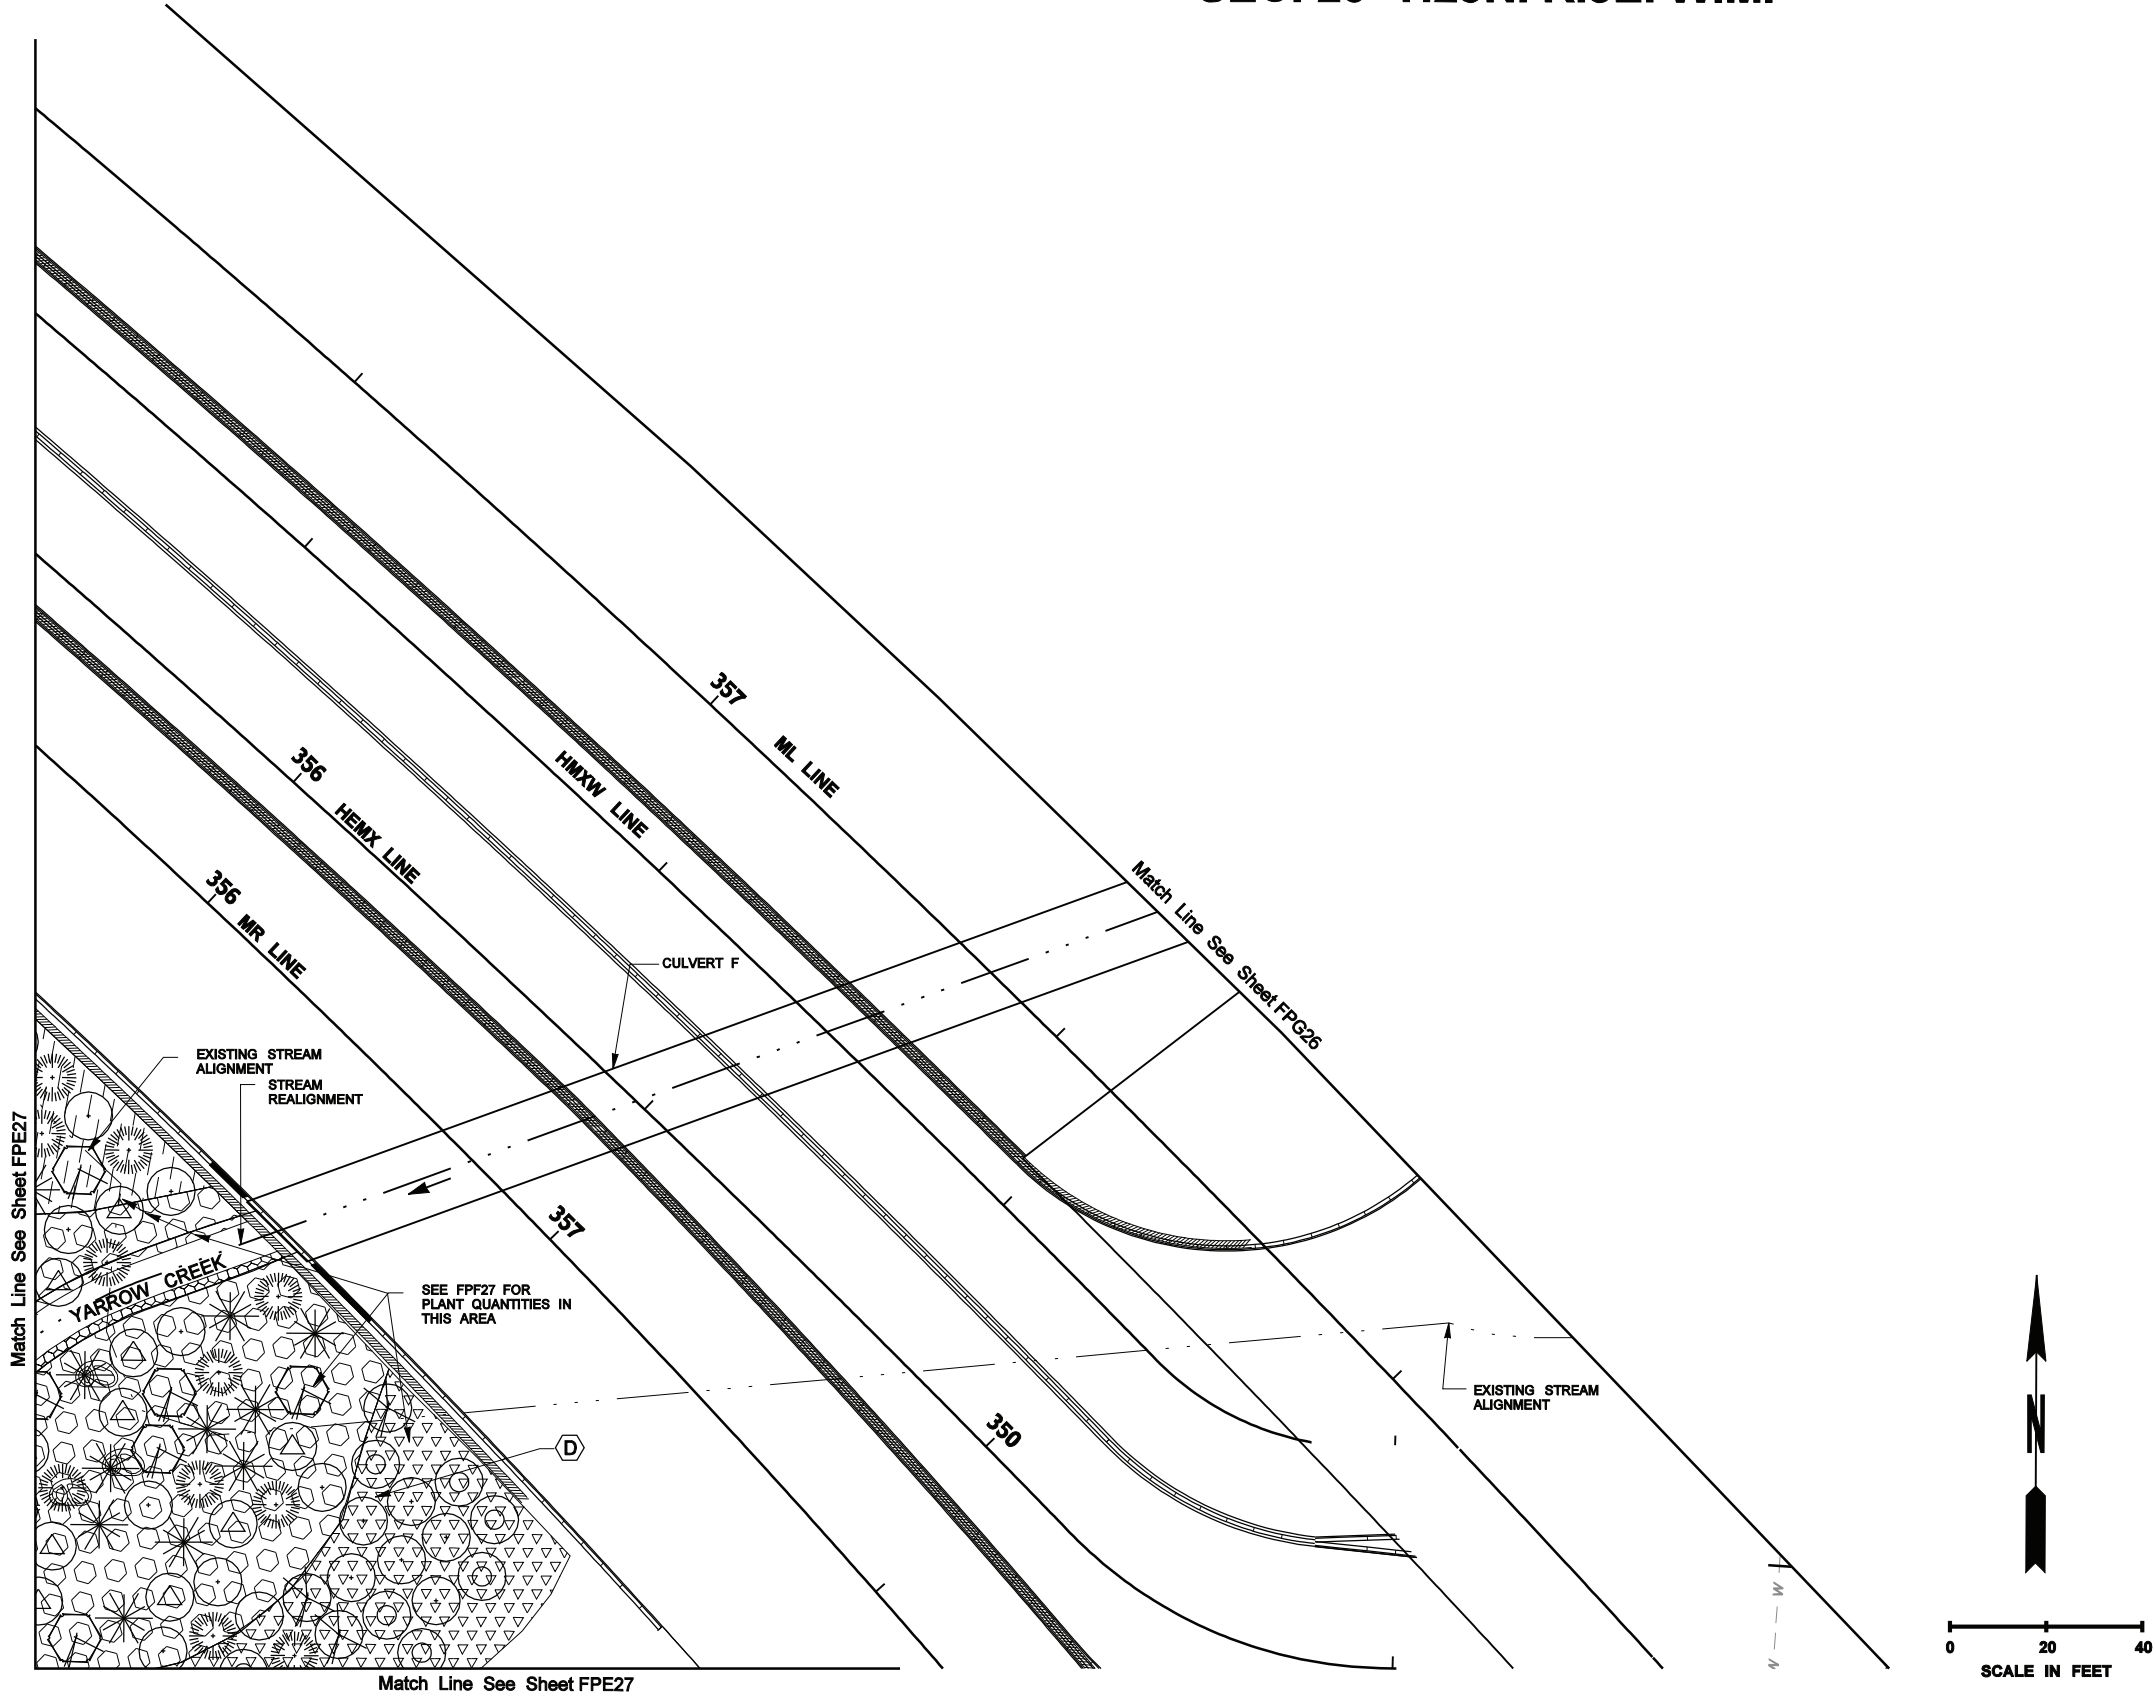 357
ML LINE
HMXW LINE
356
HEMX LINE
356
MR LINE
Match Line See Sheet FPG26
CULVERT F
EXISTING STREAM
ALIGNMENT
STREAM
REALIGNMENT
Match Line See Sheet FPE27
YARROW CREEK
357
SEE FPF27 FOR
PLANT QUANTITIES IN
THIS AREA
EXISTING STREAM
ALIGNMENT
350
D
N
W
0 20 40
SCALE IN FEET
Match Line See Sheet FPE27